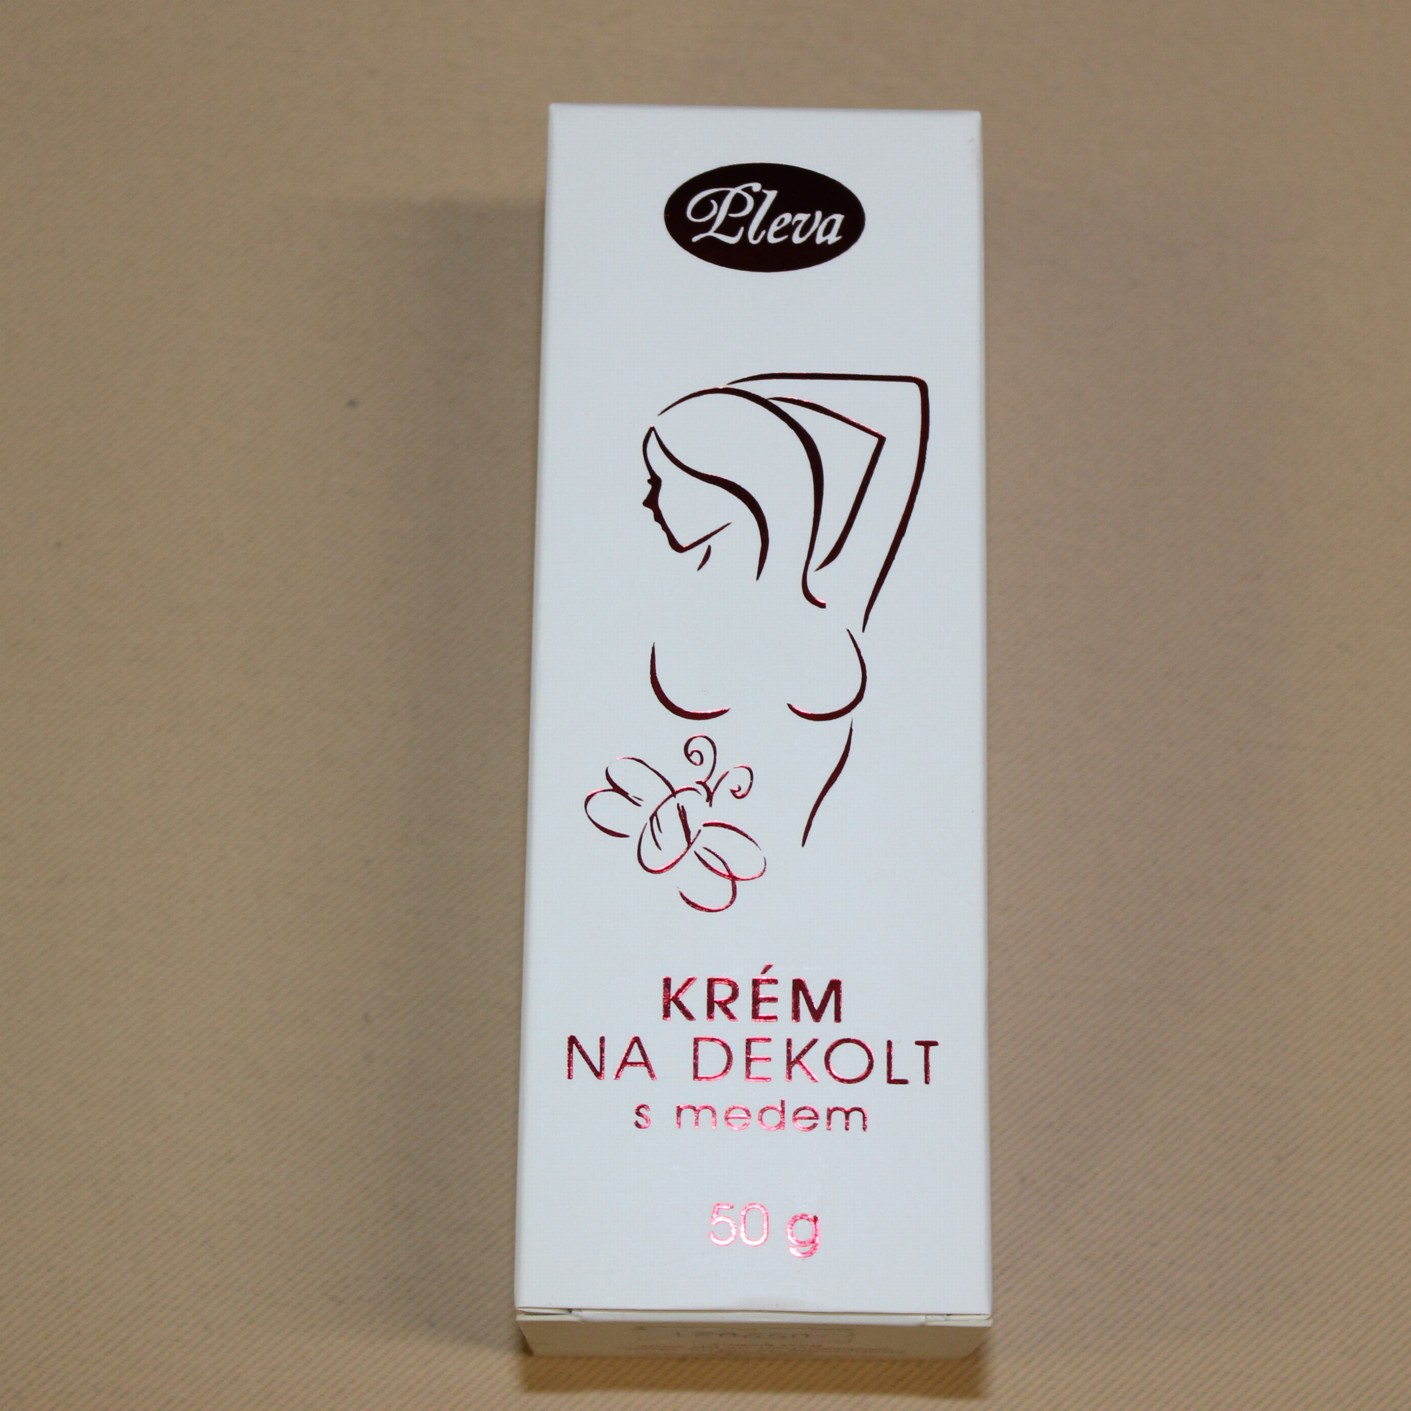 Pleva
KRÉM
NA DEKOLT
s medem
50 g